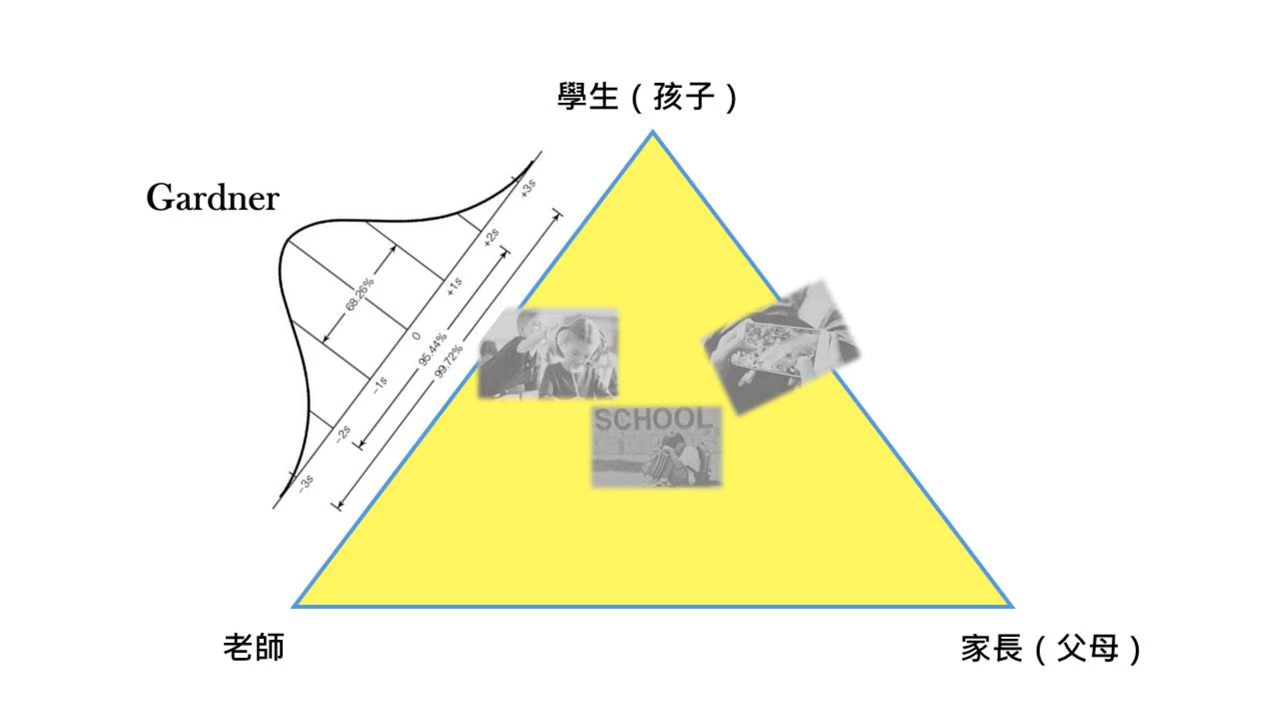 學生（孩子）
Gardner
+3s
+2s
+1s
0
−1s
−2s
−3s
68.26%
95.44%
99.72%
SCHOOL
老師
家長（父母）